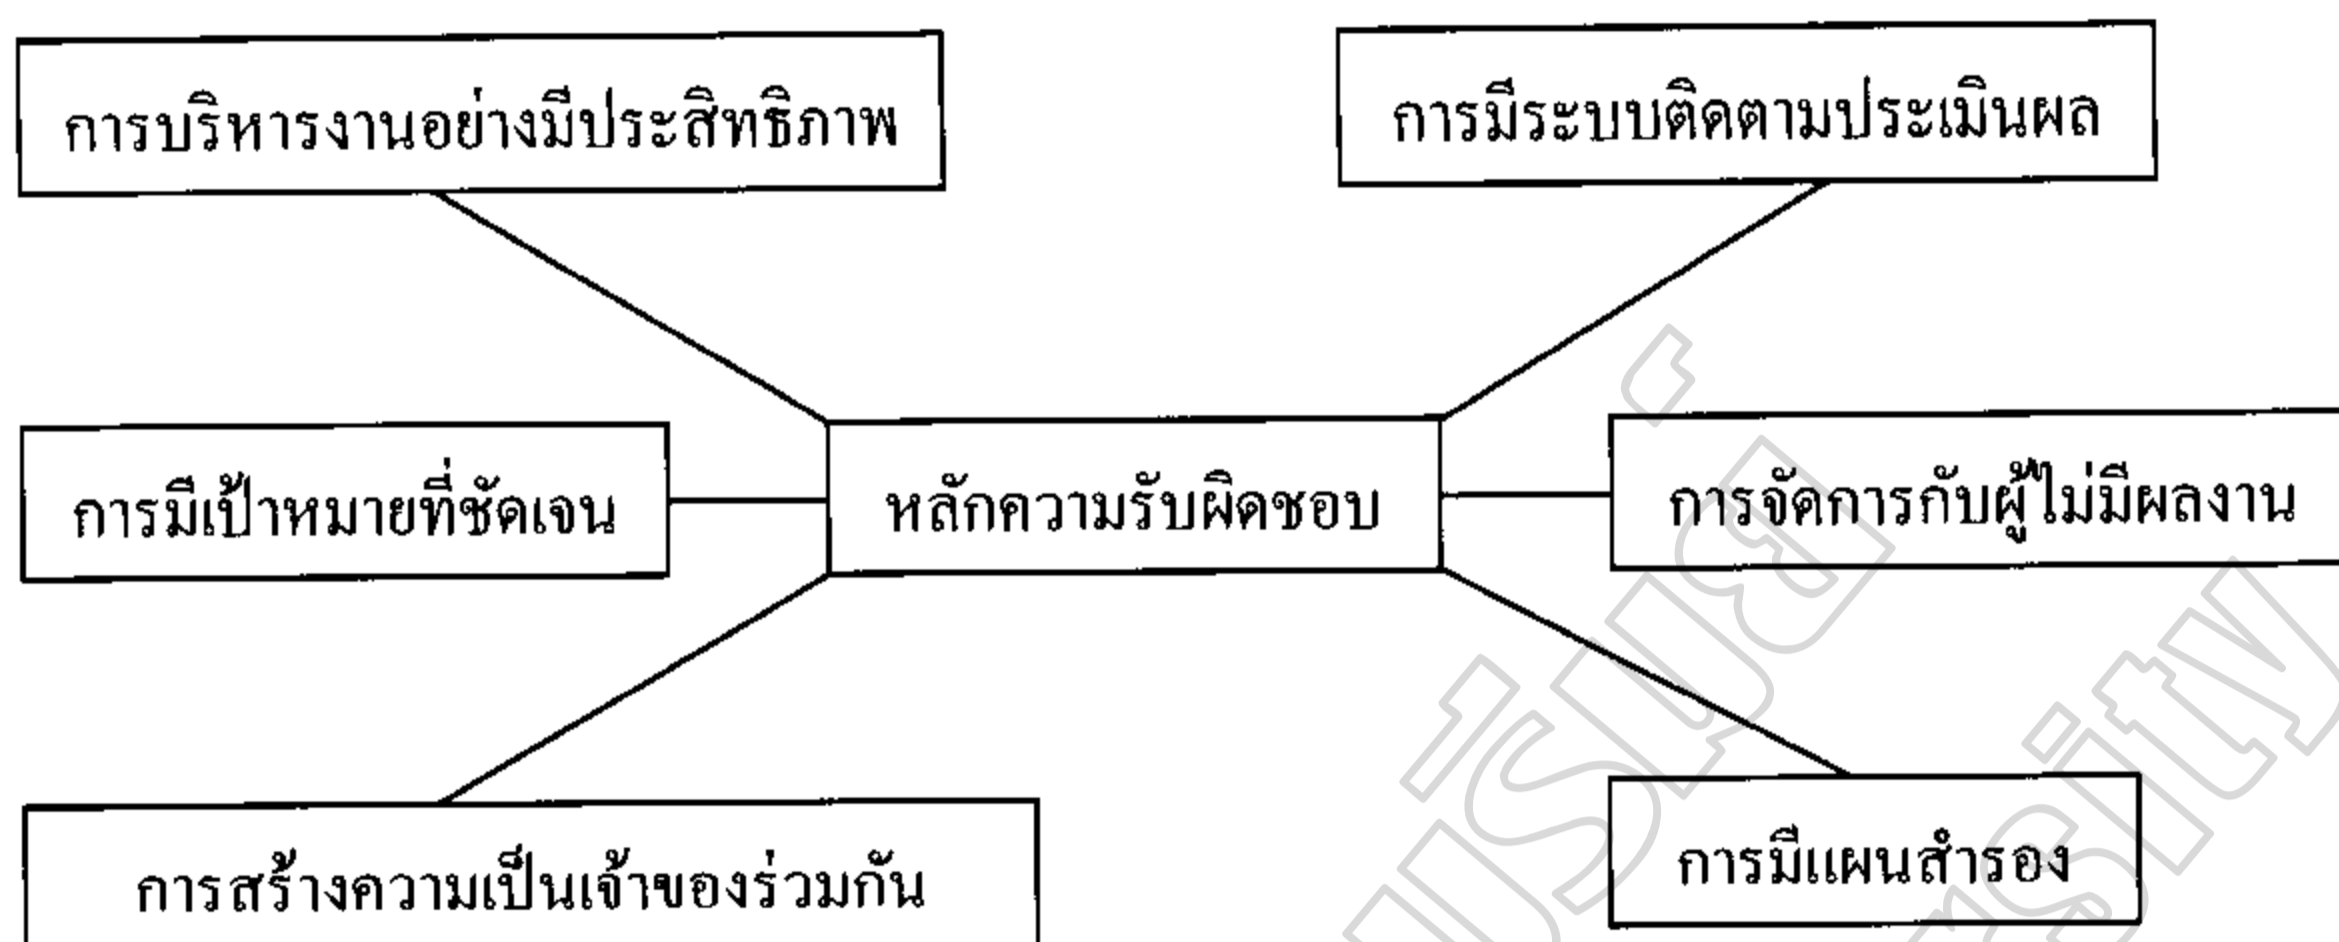 การบริหารงานอย่างมีประสิทธิภาพ
การมีระบบติดตามประเมินผล
การมีเป้าหมายที่ชัดเจน
หลักความรับผิดชอบ
การจัดการกับผู้ไม่มีผลงาน
การสร้างความเป็นเจ้าของร่วมกัน
การมีแผนสำรอง